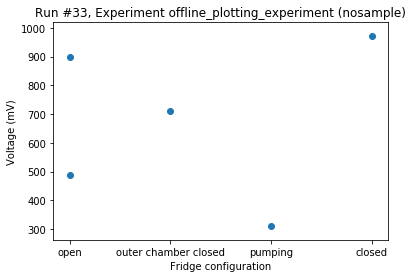 Run #33, Experiment offline_plotting_experiment (nosample)
1000
900
800
700
600
500
400
300
Voltage (mV)
open outer chamber closed pumping closed
Fridge configuration